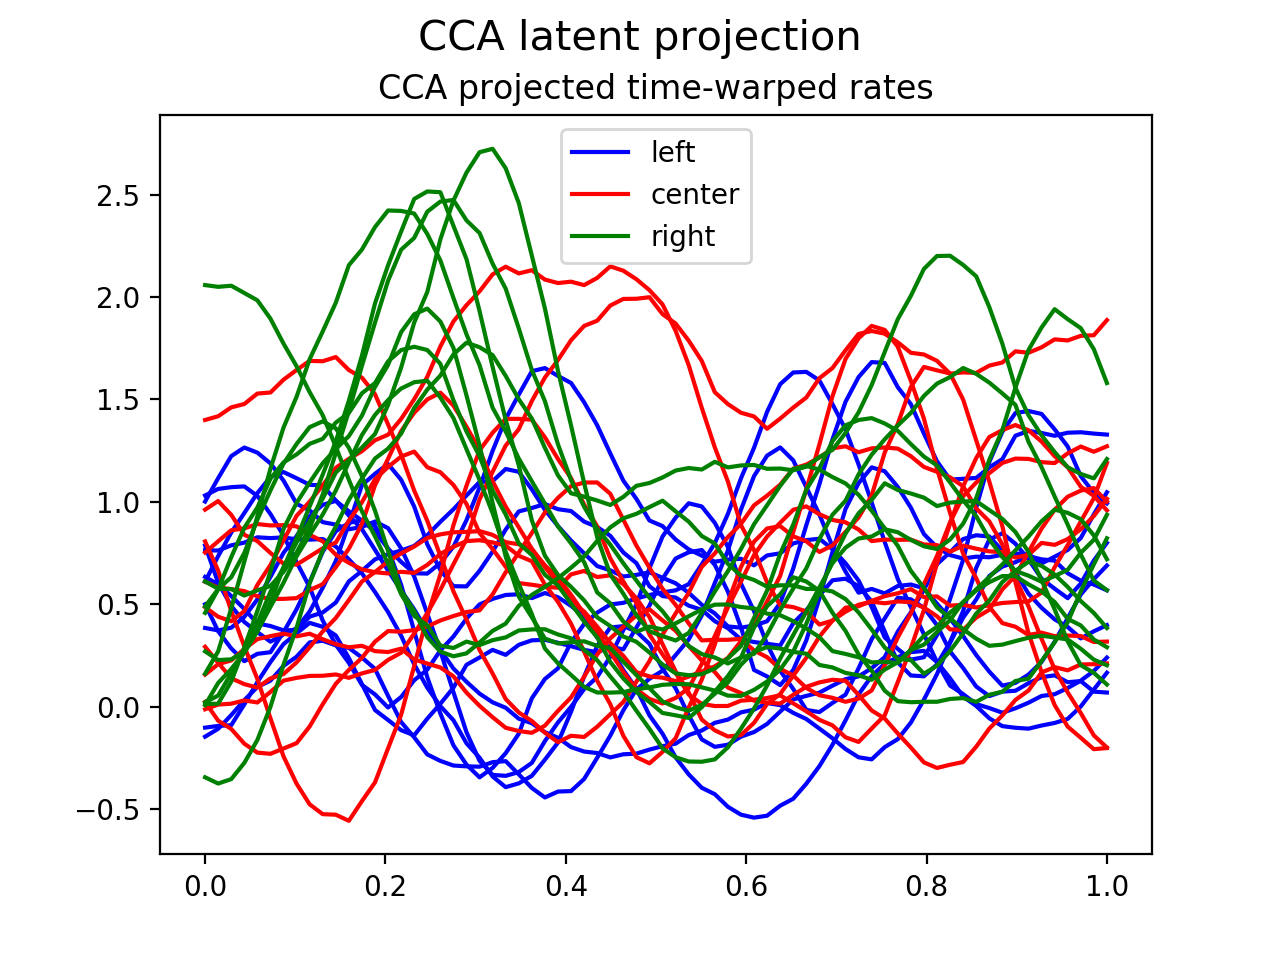 CCA latent projection
CCA projected time-warped rates
left
center
right
2.5
2.0
1.5
1.0
0.5
0.0
−0.5
0.0 0.2 0.4 0.6 0.8 1.0